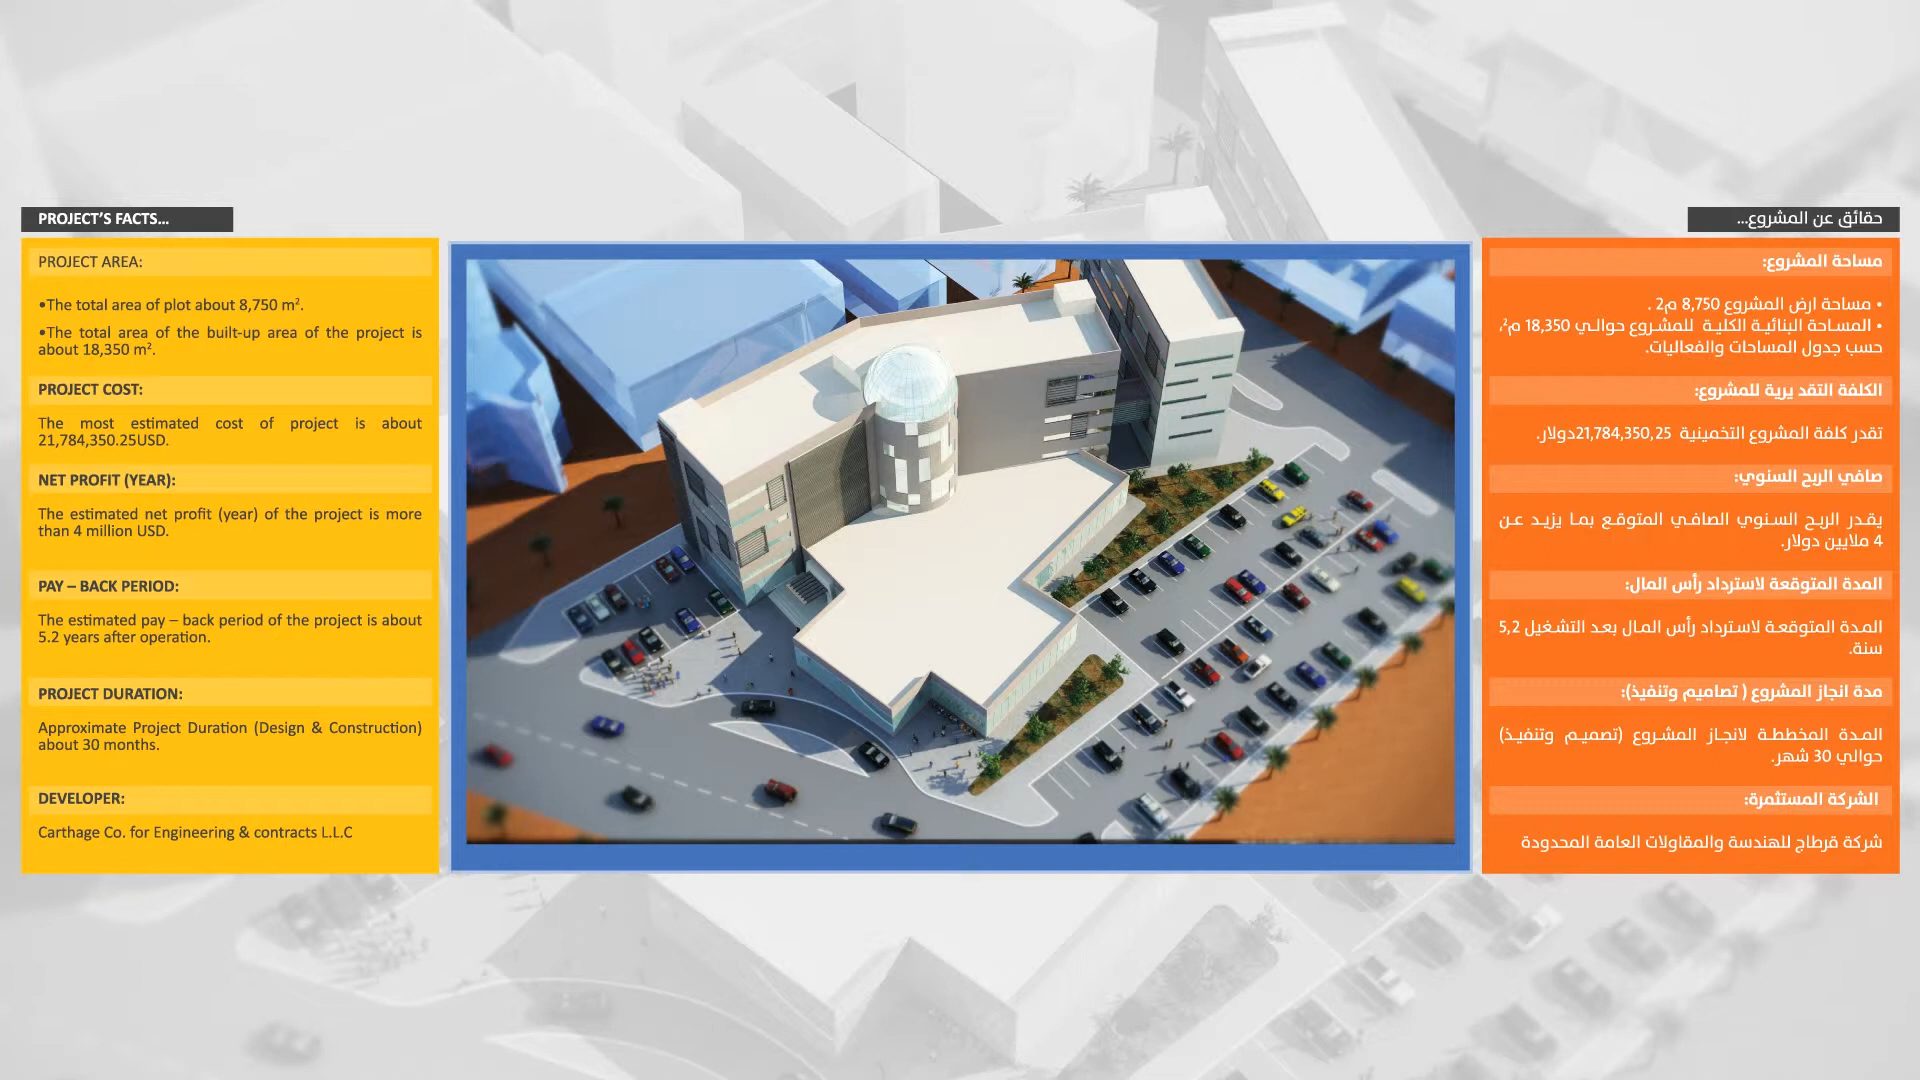 PROJECT'S FACTS...
PROJECT AREA:
•The total area of plot about 8,750 m².
•The total area of the built-up area of the project is
about 18,350 m².
PROJECT COST:
The most estimated cost of project is about
21,784,350.25USD.
NET PROFIT (YEAR):
The estimated net profit (year) of the project is more
than 4 million USD.
PAY – BACK PERIOD:
The estimated pay – back period of the project is about
5.2 years after operation.
PROJECT DURATION:
Approximate Project Duration (Design & Construction)
about 30 months.
DEVELOPER:
Carthage Co. for Engineering & contracts L.L.C
حقائق عن المشروع...
مساحة المشروع:
• مساحة ارض المشروع 8,750 م2 .
• المساحة البنائية الكلية للمشروع حوالي 18,350 م²،
حسب جدول المساحات والفعاليات.
الكلفة التقد يرية للمشروع:
تقدر كلفة المشروع التخمينية 21,784,350,25دولار.
صافي الربح السنوي:
يقدر الربح السنوي الصافي المتوقع بما يزيد عن
4 ملايين دولار.
المدة المتوقعة لاسترداد رأس المال:
المدة المتوقعة لاسترداد رأس المال بعد التشغيل 5,2
سنة.
مدة انجاز المشروع ( تصاميم وتنفيذ):
المدة المخططة لانجاز المشروع (تصميم وتنفيذ)
حوالي 30 شهر.
الشركة المستثمرة:
شركة قرطاج للهندسة والمقاولات العامة المحدودة